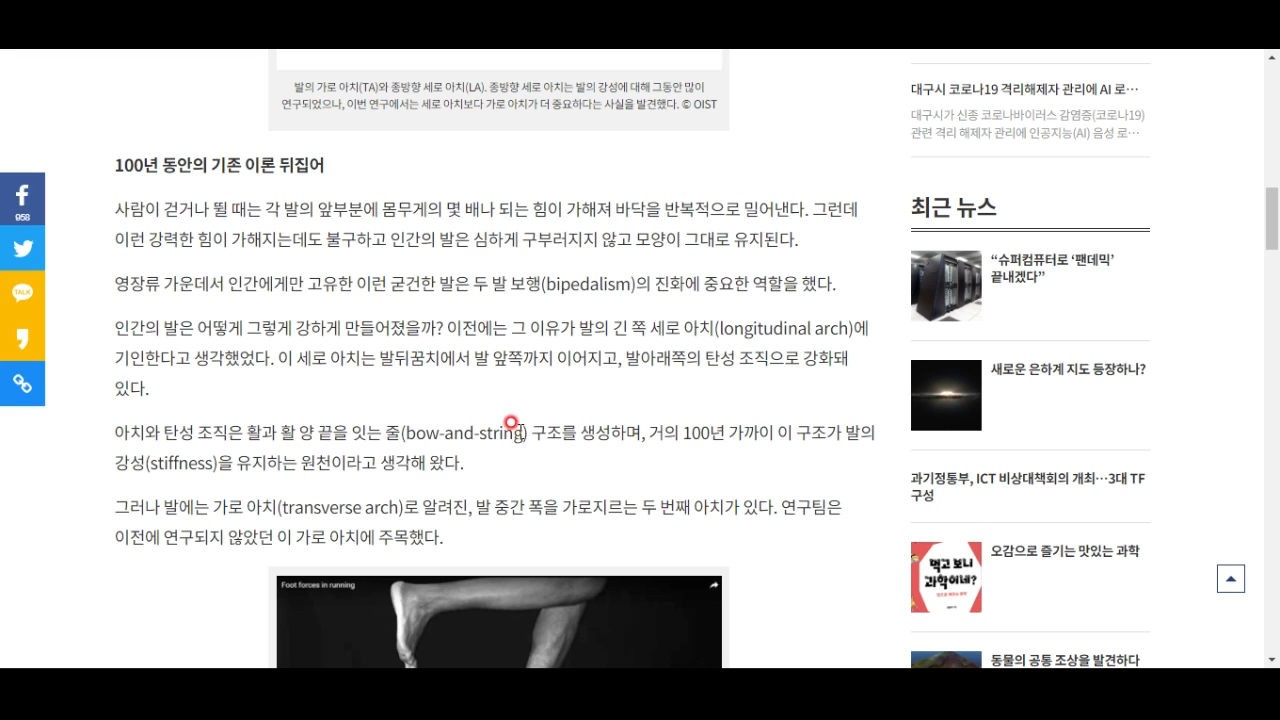 발의 가로 아치(TA)와 종방향 세로 아치(LA). 종방향 세로 아치는 발의 강성에 대해 그동안 많이
연구되었으나, 이번 연구에서는 세로 아치보다 가로 아치가 더 중요하다는 사실을 발견했다. © OIST
100년 동안의 기존 이론 뒤집어
사람이 걷거나 뛸 때는 각 발의 앞부분에 몸무게의 몇 배나 되는 힘이 가해져 바닥을 반복적으로 밀어낸다. 그런데
이런 강력한 힘이 가해지는데도 불구하고 인간의 발은 심하게 구부러지지 않고 모양이 그대로 유지된다.
영장류 가운데서 인간에게만 고유한 이런 굳건한 발은 두 발 보행(bipedalism)의 진화에 중요한 역할을 했다.
인간의 발은 어떻게 그렇게 강하게 만들어졌을까? 이전에는 그 이유가 발의 긴 쪽 세로 아치(longitudinal arch)에
기인한다고 생각했었다. 이 세로 아치는 발뒤꿈치에서 발 앞쪽까지 이어지고, 발아래쪽의 탄성 조직으로 강화돼
있다.
아치와 탄성 조직은 활과 활 양 끝을 잇는 줄(bow-and-string) 구조를 생성하며, 거의 100년 가까이 이 구조가 발의
강성(stiffness)을 유지하는 원천이라고 생각해 왔다.
그러나 발에는 가로 아치(transverse arch)로 알려진, 발 중간 폭을 가로지르는 두 번째 아치가 있다. 연구팀은
이전에 연구되지 않았던 이 가로 아치에 주목했다.
Foot forces in running
958
TALK
대구시 코로나19 격리해제자 관리에 AI 로…
대구시가 신종 코로나바이러스 감염증(코로나19)
관련 격리 해제자 관리에 인공지능(AI) 음성 로…
최근 뉴스
“슈퍼컴퓨터로 ‘팬데믹’
끝내겠다”
새로운 은하계 지도 등장하나?
과기정통부, ICT 비상대책회의 개최…3대 TF
구성
오감으로 즐기는 맛있는 과학
먹고 보니
과학이네?
동물의 공통 조상을 발견하다